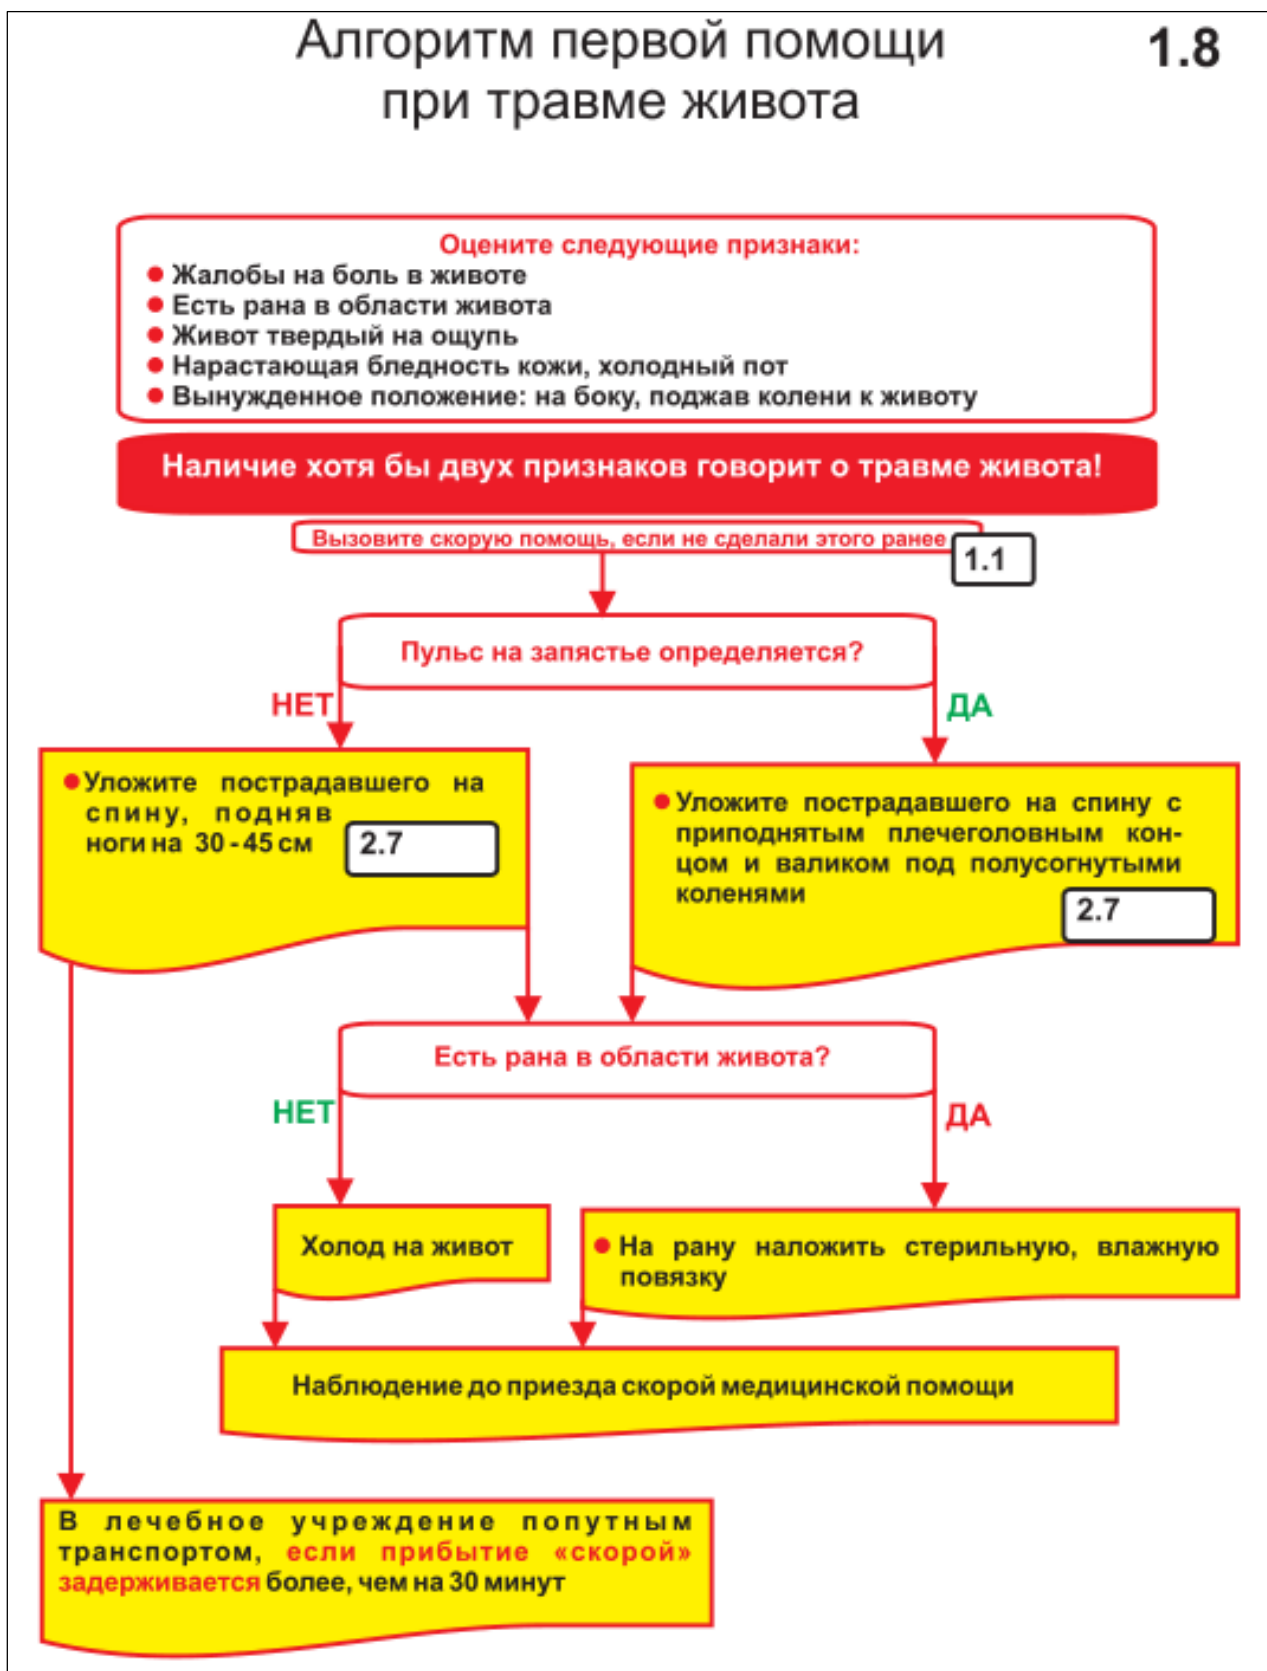 Алгоритм первой помощи
при травме живота
1.8
Оцените следующие признаки:
Жалобы на боль в животе
Есть рана в области живота
Живот твердый на ощупь
Нарастающая бледность кожи, холодный пот
Вынужденное положение: на боку, поджав колени к животу
Наличие хотя бы двух признаков говорит о травме живота!
Вызовите скорую помощь, если не сделали этого ранее
1.1
Пульс на запястье определяется?
НЕТ
ДА
Уложите пострадавшего на
спину, подняв
ноги на 30 - 45 см
2.7
Уложите пострадавшего на спину с
приподнятым плечеголовным кон-
цом и валиком под полусогнутыми
коленями
2.7
Есть рана в области живота?
НЕТ
ДА
Холод на живот
На рану наложить стерильную, влажную
повязку
Наблюдение до приезда скорой медицинской помощи
В лечебное учреждение попутным
транспортом, если прибытие «скорой»
задерживается более, чем на 30 минут